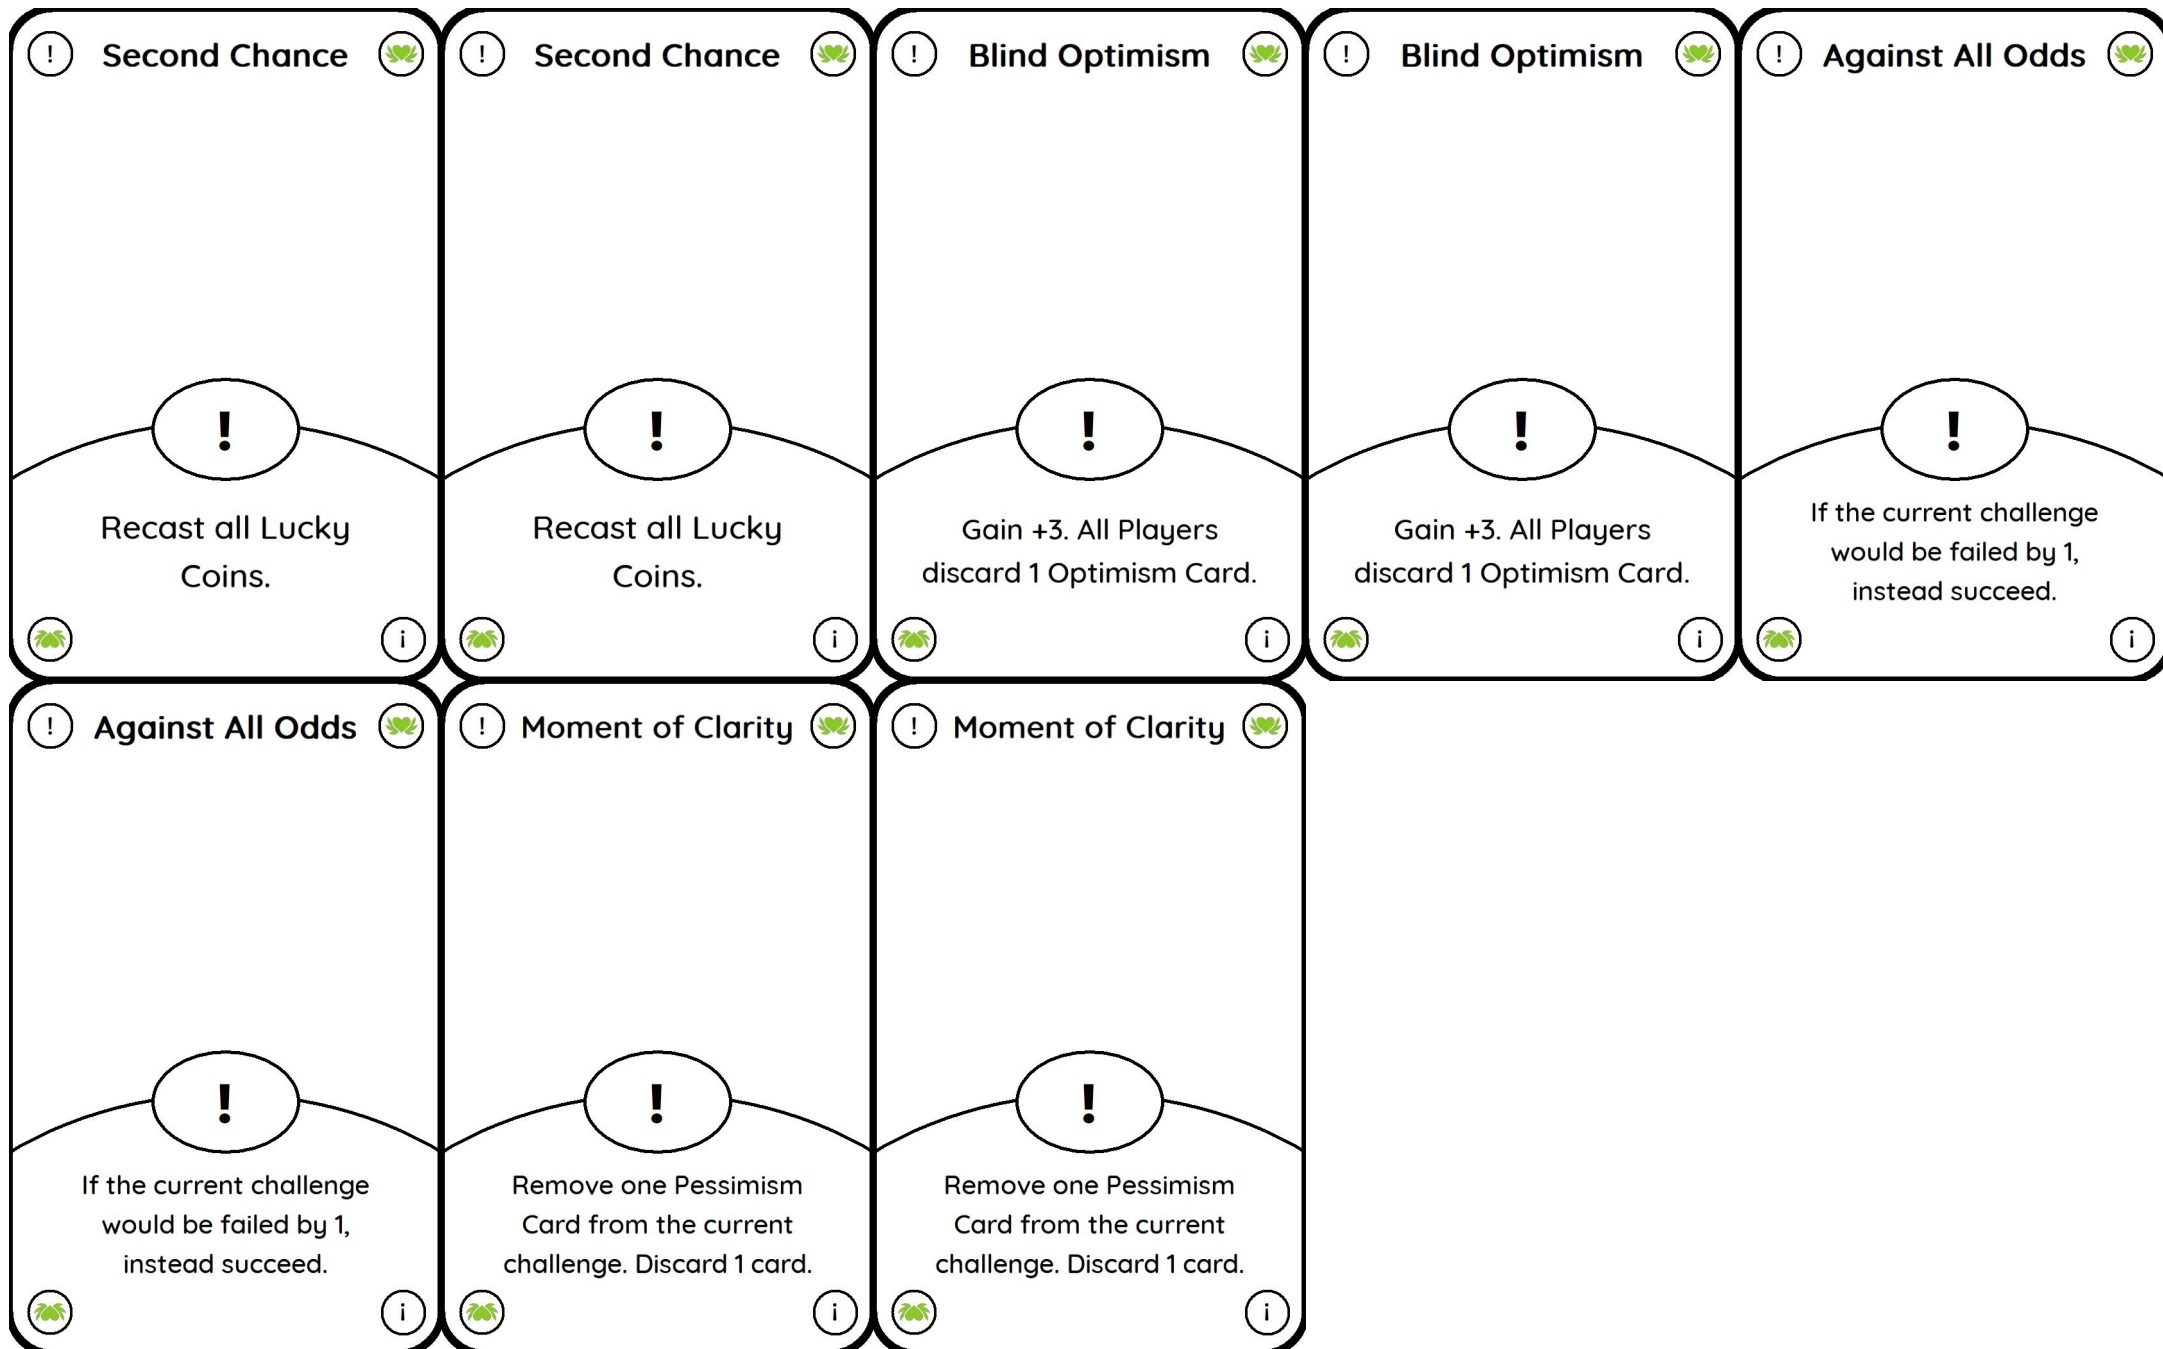 ! Second Chance
!
Recast all Lucky
Coins.
¡
! Second Chance
!
Recast all Lucky
Coins.
¡
! Blind Optimism
!
Gain +3. All Players
discard 1 Optimism Card.
¡
! Blind Optimism
!
Gain +3. All Players
discard 1 Optimism Card.
¡
! Against All Odds
!
If the current challenge
would be failed by 1,
instead succeed.
¡
! Against All Odds
!
If the current challenge
would be failed by 1,
instead succeed.
¡
! Moment of Clarity
!
Remove one Pessimism
Card from the current
challenge. Discard 1 card.
¡
! Moment of Clarity
!
Remove one Pessimism
Card from the current
challenge. Discard 1 card.
¡